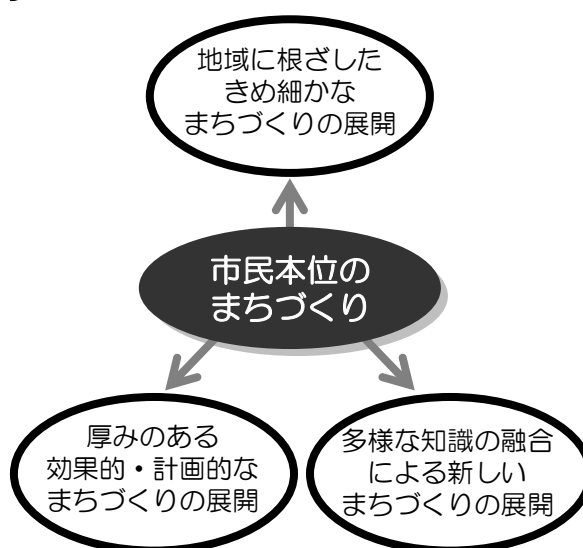 地域に根ざした
きめ細かな
まちづくりの展開
市民本位の
まちづくり
厚みのある
効果的・計画的な
まちづくりの展開
多様な知識の融合
による新しい
まちづくりの展開